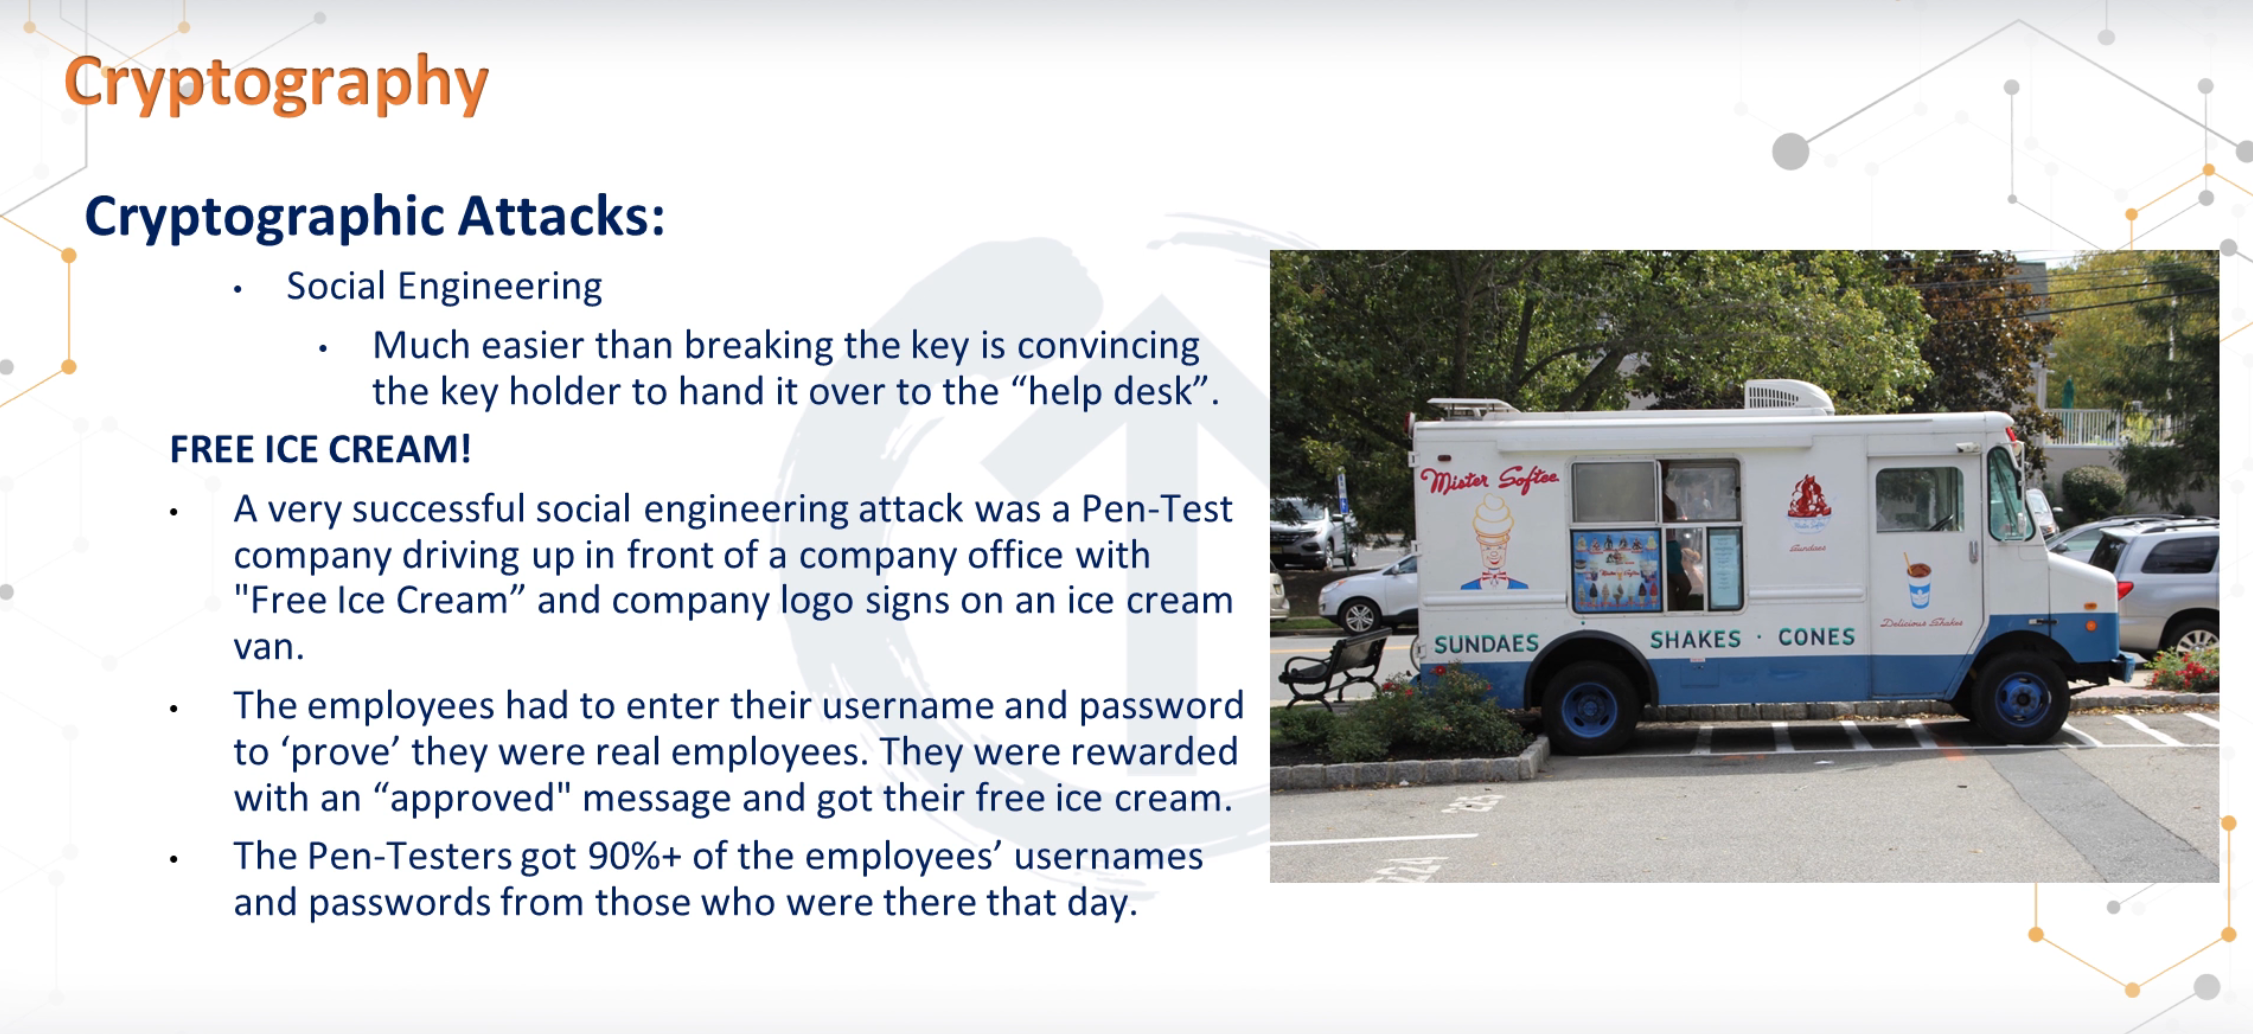 Cryptography
Cryptographic Attacks:
• Social Engineering
• Much easier than breaking the key is convincing
the key holder to hand it over to the “help desk”.
FREE ICE CREAM!
• A very successful social engineering attack was a Pen-Test
company driving up in front of a company office with
"Free Ice Cream” and company logo signs on an ice cream
van.
• The employees had to enter their username and password
to ‘prove’ they were real employees. They were rewarded
with an “approved" message and got their free ice cream.
• The Pen-Testers got 90%+ of the employees’ usernames
and passwords from those who were there that day.
Mister Softee
Sundaes
Delicious Shakes
SUNDAES SHAKES · CONES
225
224